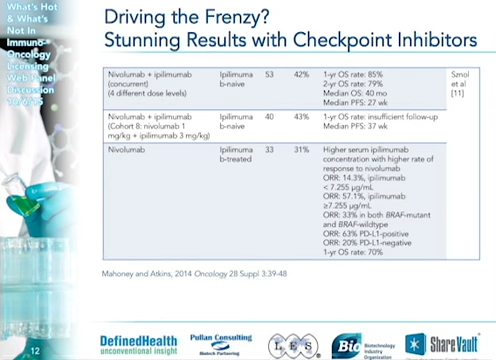 What's Hot
& What's
Not In
Immuno-
Oncology
Licensing
Web Panel
Discussion
10/6/15
Driving the Frenzy?
Stunning Results with Checkpoint Inhibitors
Nivolumab + ipilimumab
(concurrent)
(4 different dose levels)
Ipilimuma
b-naive
53
42%
1-yr OS rate: 85%
2-yr OS rate: 79%
Median OS: 40 mo
Median PFS: 27 wk
Sznol
et al
[11]
Nivolumab + ipilimumab
(Cohort 8: nivolumab 1
mg/kg + ipilimumab 3 mg/kg)
Ipilimuma
b-naive
40
43%
1-yr OS rate: insufficient follow-up
Median PFS: 37 wk
Nivolumab
Ipilimuma
b-treated
33
31%
Higher serum ipilimumab
concentration with higher rate of
response to nivolumab
ORR: 14.3%, ipilimumab
< 7.255 µg/mL
ORR: 57.1%, ipilimumab
≥7.255 µg/mL
ORR: 33% in both BRAF-mutant
and BRAF-wildtype
ORR: 63% PD-L1-positive
ORR: 20% PD-L1-negative
1-yr OS rate: 70%
Mahoney and Atkins, 2014 Oncology 28 Suppl 3:39-48
12
DefinedHealth
unconventional insight
Pullan Consulting
Biotech Partnering
L E S
Bio
Biotechnology
Industry
Organization
ShareVault